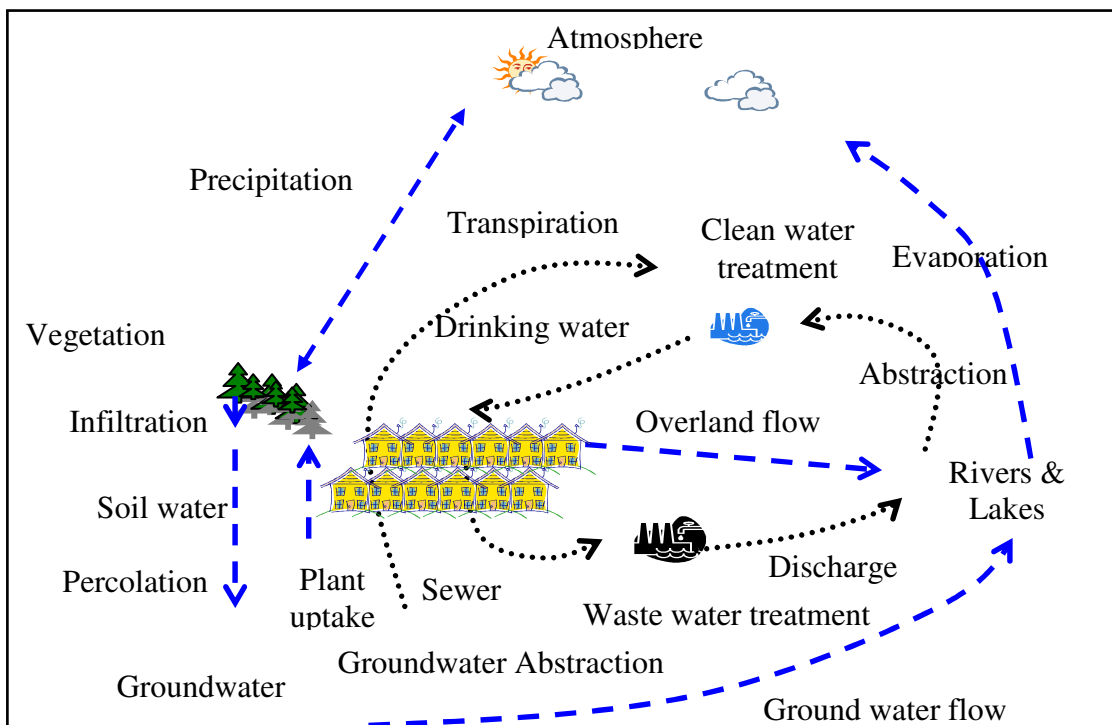 Atmosphere
Precipitation
Transpiration
Clean water
treatment
Evaporation
Vegetation
Drinking water
Abstraction
Infiltration
Overland flow
Rivers &
Lakes
Soil water
Percolation
Plant
uptake
Sewer
Discharge
Waste water treatment
Groundwater Abstraction
Groundwater
Ground water flow